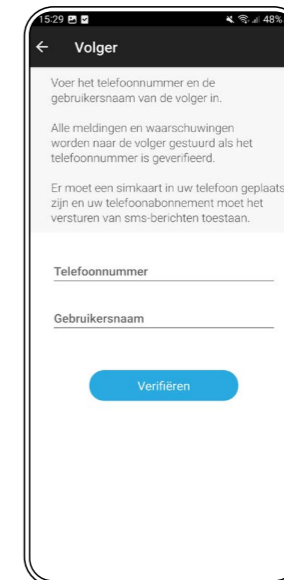 15:29 48%
Volger
Voer het telefoonnummer en de
gebruikersnaam van de volger in.
Alle meldingen en waarschuwingen
worden naar de volger gestuurd als het
telefoonnummer is geverifieerd.
Er moet een simkaart in uw telefoon geplaats
zijn en uw telefoonabonnement moet het
versturen van sms-berichten toestaan.
Telefoonnummer
Gebruikersnaam
Verifiëren